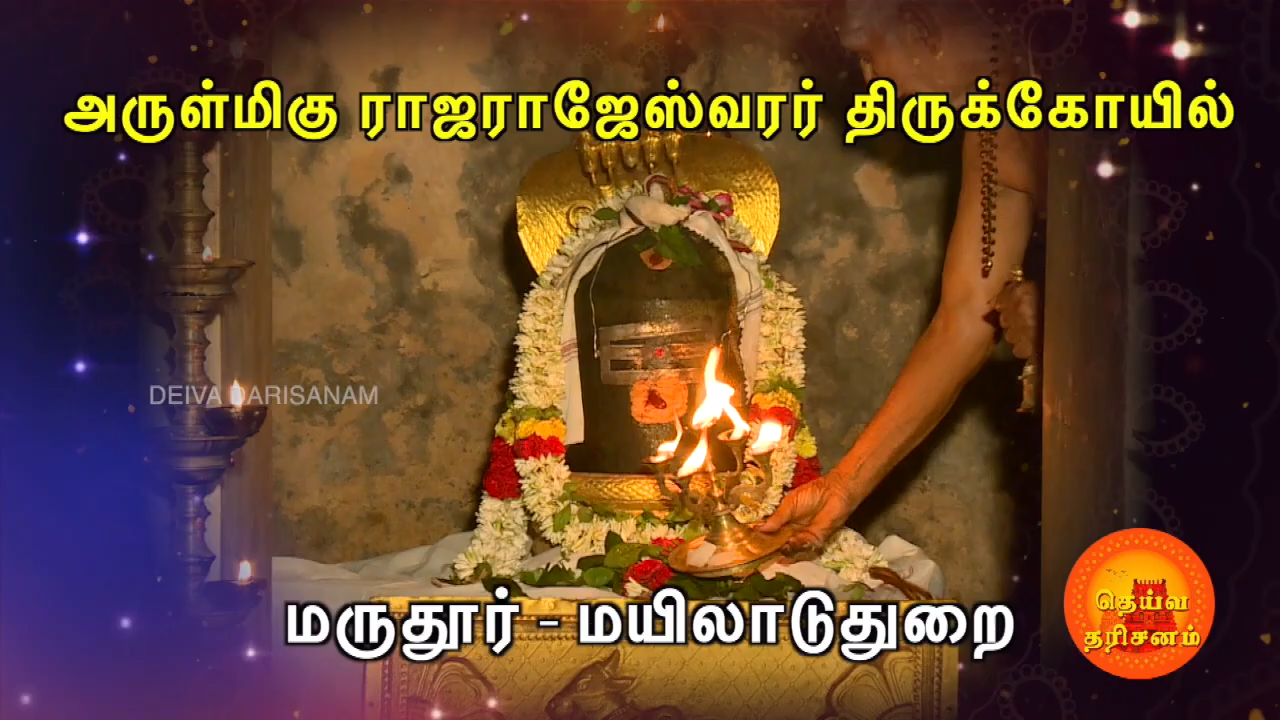 அருள்மிகு ராஜராஜேஸ்வரர் திருக்கோயில்
DEIVA DARISANAM
மருதூர் - மயிலாடுதுறை
தெய்வ
தரிசனம்